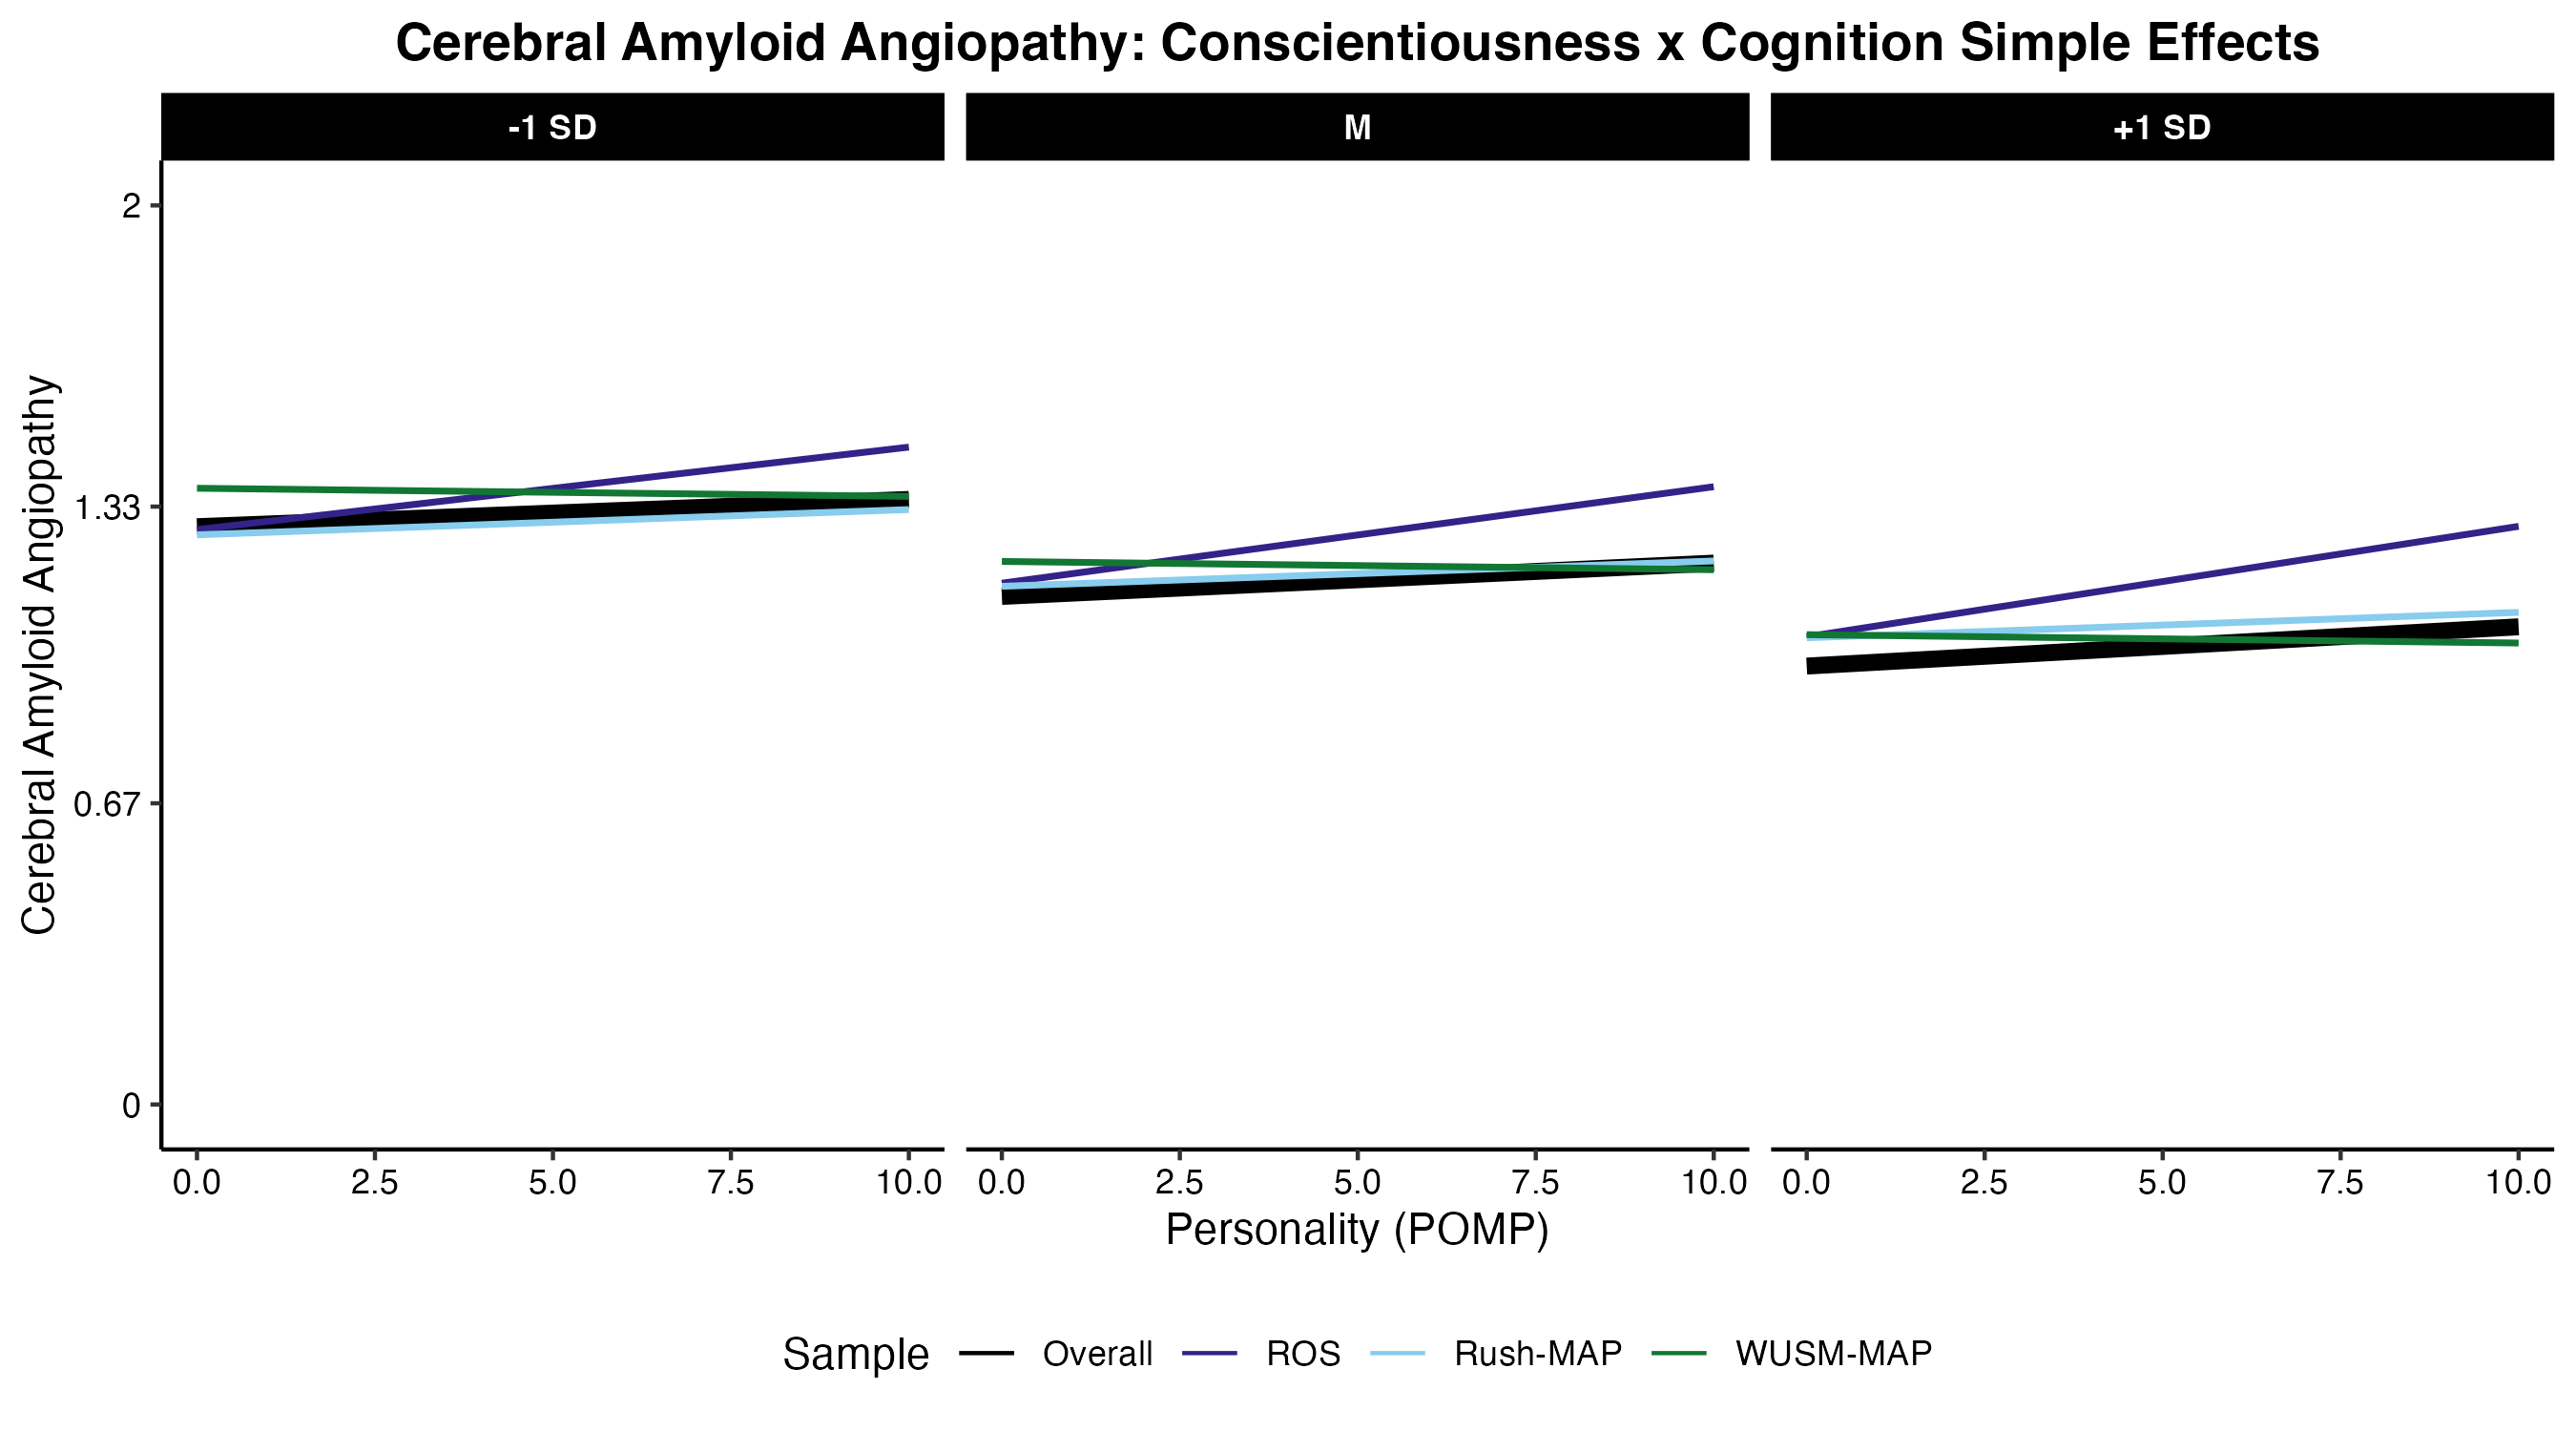 Cerebral Amyloid Angiopathy: Conscientiousness x Cognition Simple Effects
-1 SD
M
+1 SD
Cerebral Amyloid Angiopathy
2
1.33
0.67
0
0.0 2.5 5.0 7.5 10.0
0.0 2.5 5.0 7.5 10.0
0.0 2.5 5.0 7.5 10.0
Personality (POMP)
Sample Overall ROS Rush-MAP WUSM-MAP